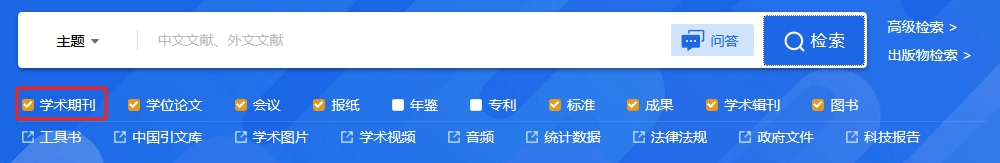 主题 中文文献、外文文献 问答 检索 高级检索 >
出版物检索 >
学术期刊 学位论文 会议 报纸 年鉴 专利 标准 成果 学术辑刊 图书
工具书 中国引文库 学术图片 学术视频 音频 统计数据 法律法规 政府文件 科技报告